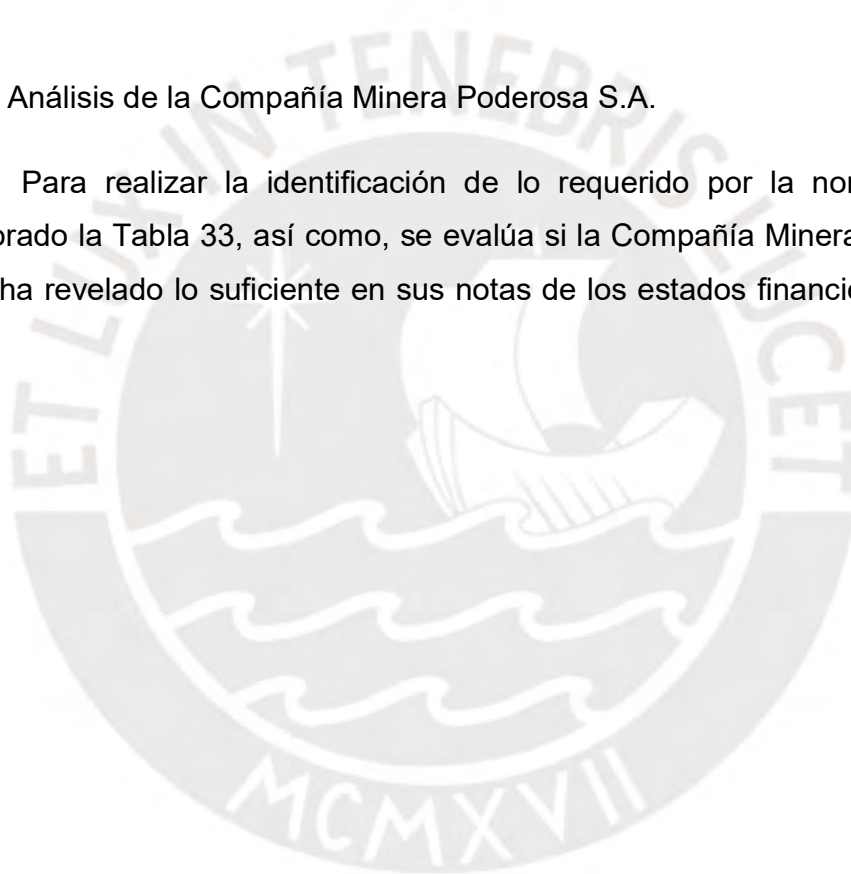 Análisis de la Compañía Minera Poderosa S.A.
Para realizar la identificación de lo requerido por la nor
orado la Tabla 33, así como, se evalúa si la Compañía Minera
ha revelado lo suficiente en sus notas de los estados financi
ET LUX IN TENEBRIS LUCET
MCMXVII